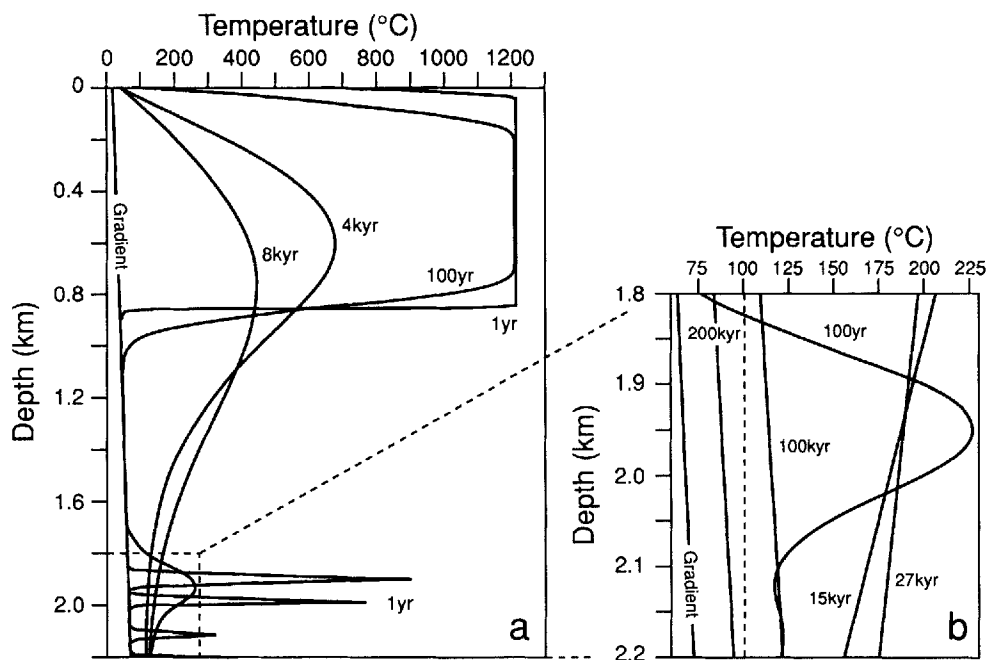 Temperature (°C)
0 200 400 600 800 1000 1200
0
0.4
0.8
1.2
1.6
2.0
Depth (km)
Gradient
8kyr
4kyr
100yr
1yr
1yr
a
Temperature (°C)
75 100 125 150 175 200 225
1.8
1.9
2.0
2.1
2.2
Depth (km)
200kyr
100yr
100kyr
Gradient
15kyr
27kyr
b